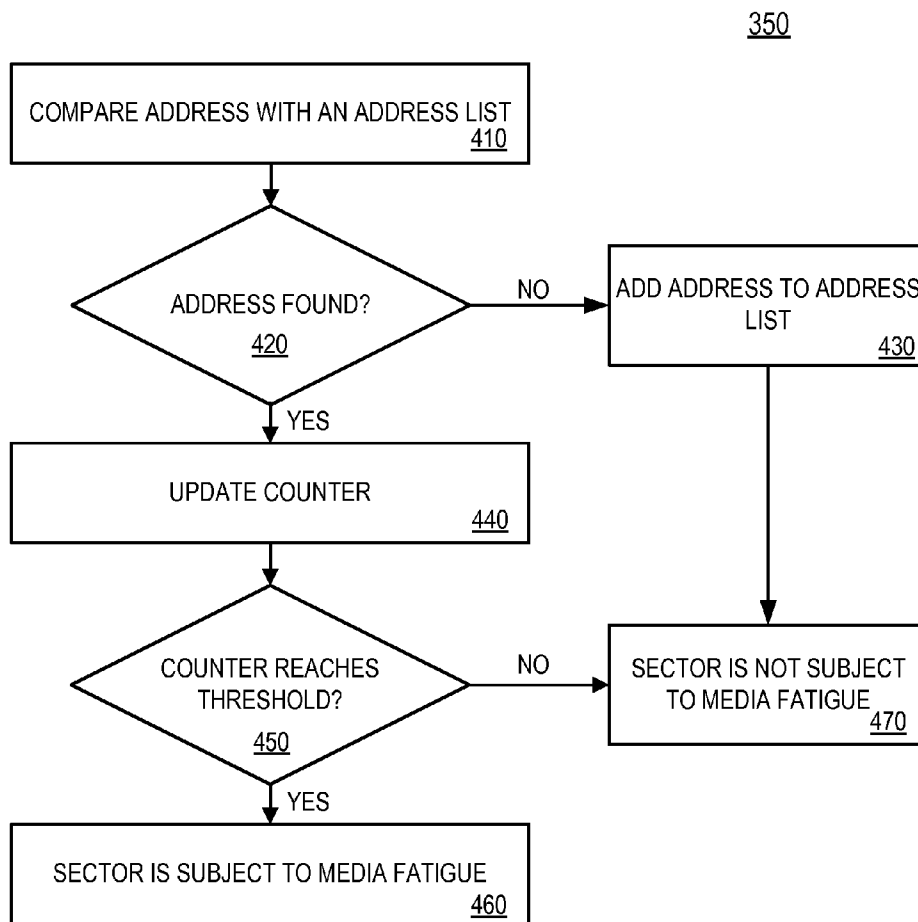 350
COMPARE ADDRESS WITH AN ADDRESS LIST
410
ADDRESS FOUND?
420
NO
ADD ADDRESS TO ADDRESS
LIST
430
YES
UPDATE COUNTER
440
COUNTER REACHES
THRESHOLD?
450
NO
SECTOR IS NOT SUBJECT
TO MEDIA FATIGUE
470
YES
SECTOR IS SUBJECT TO MEDIA FATIGUE
460